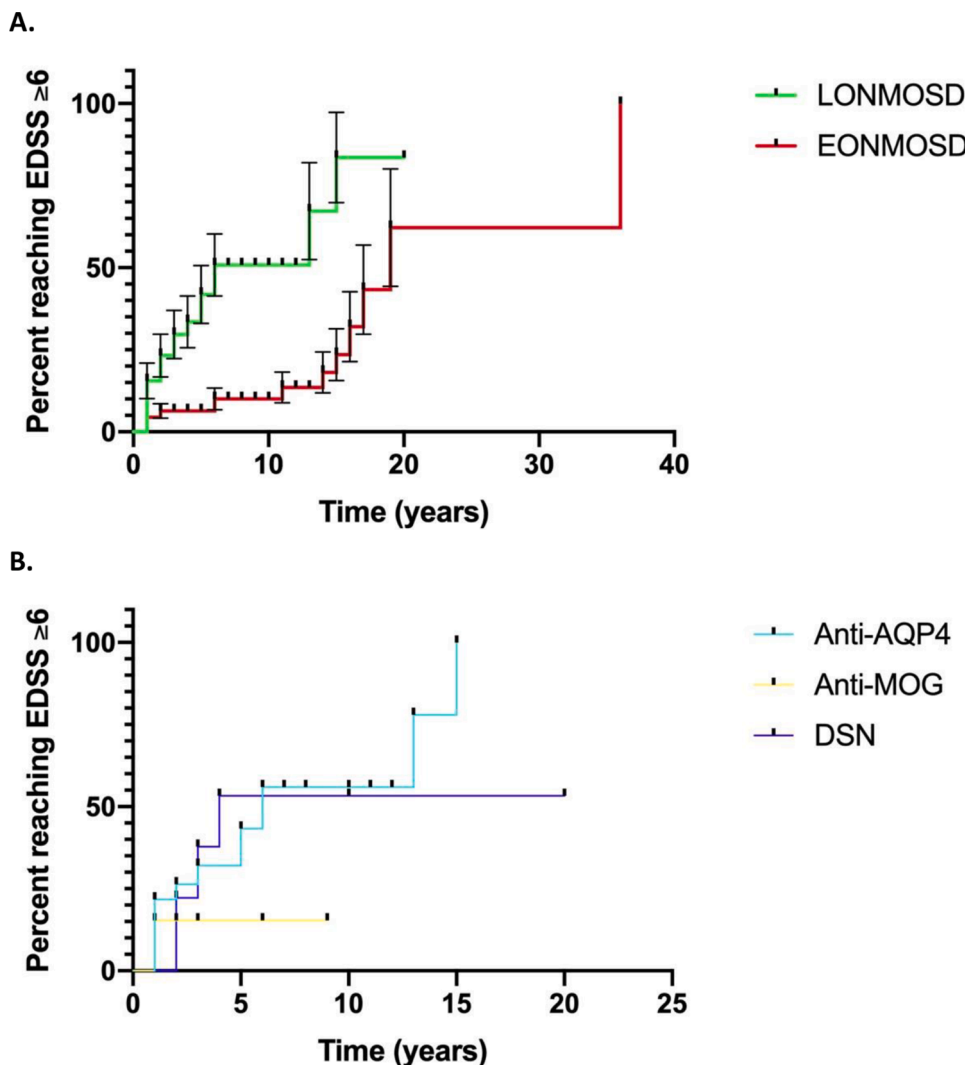 A.
Percent reaching EDSS ≥6
100
50
0
0 10 20 30 40
Time (years)
LONMOSD
EONMOSD
B.
Percent reaching EDSS ≥6
100
50
0
0 5 10 15 20 25
Time (years)
Anti-AQP4
Anti-MOG
DSN